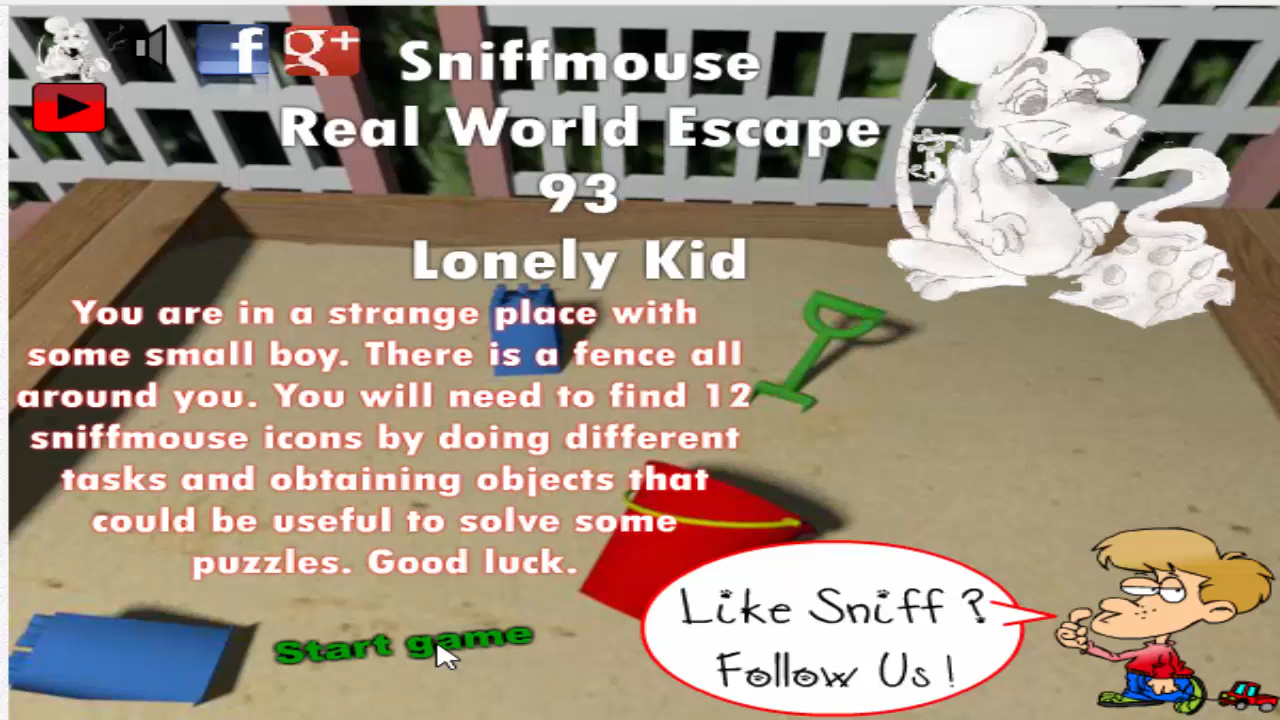 f g+
Sniffmouse
Real World Escape
93
Lonely Kid
You are in a strange place with
some small boy. There is a fence all
around you. You will need to find 12
sniffmouse icons by doing different
tasks and obtaining objects that
could be useful to solve some
puzzles. Good luck.
Start game
Like Sniff ?
Follow Us !